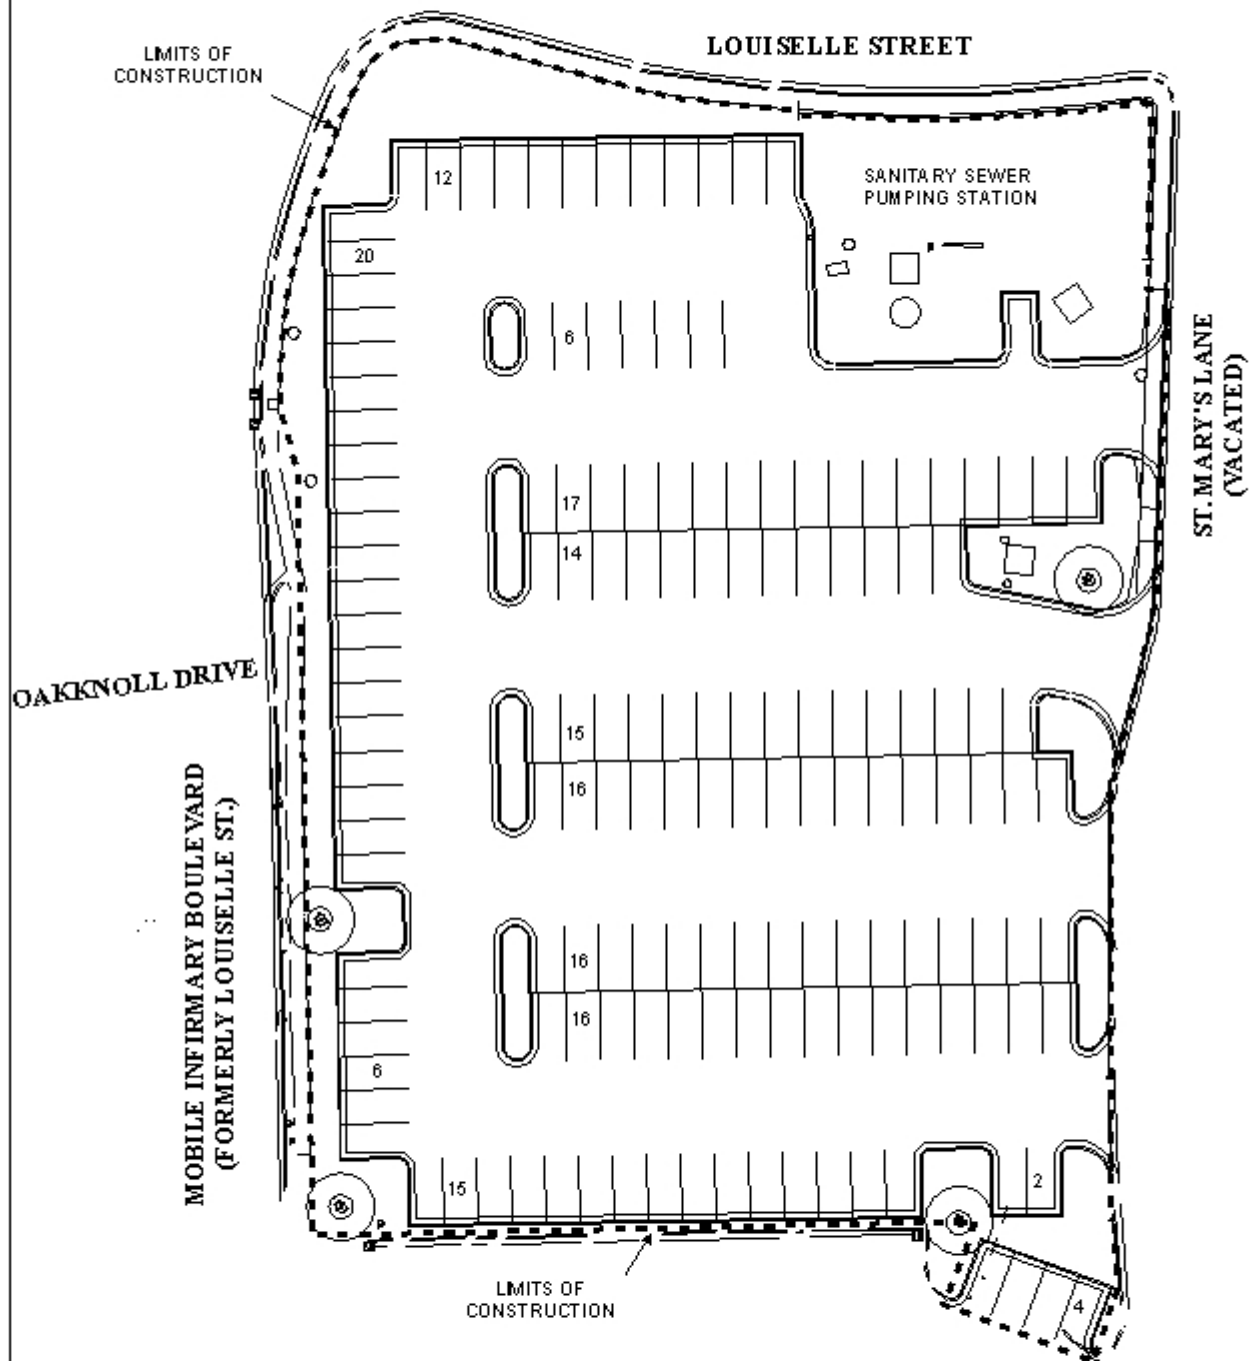 LOUISELLE STREET
LIMITS OF
CONSTRUCTION
SANITARY SEWER
PUMPING STATION
12
20
6
ST. MARY'S LANE
(VACATED)
17
14
OAKKNOLL DRIVE
15
16
MOBILE INFIRMARY BOULEVARD
(FORMERLY LOUISELLE ST.)
16
16
6
15
2
P
LIMITS OF
CONSTRUCTION
4